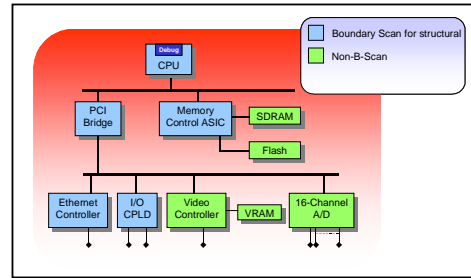 Boundary Scan for structural
Non-B-Scan
Debug
CPU
PCI
Bridge
Memory
Control ASIC
SDRAM
Flash
Ethernet
Controller
I/O
CPLD
Video
Controller
VRAM
16-Channel
A/D